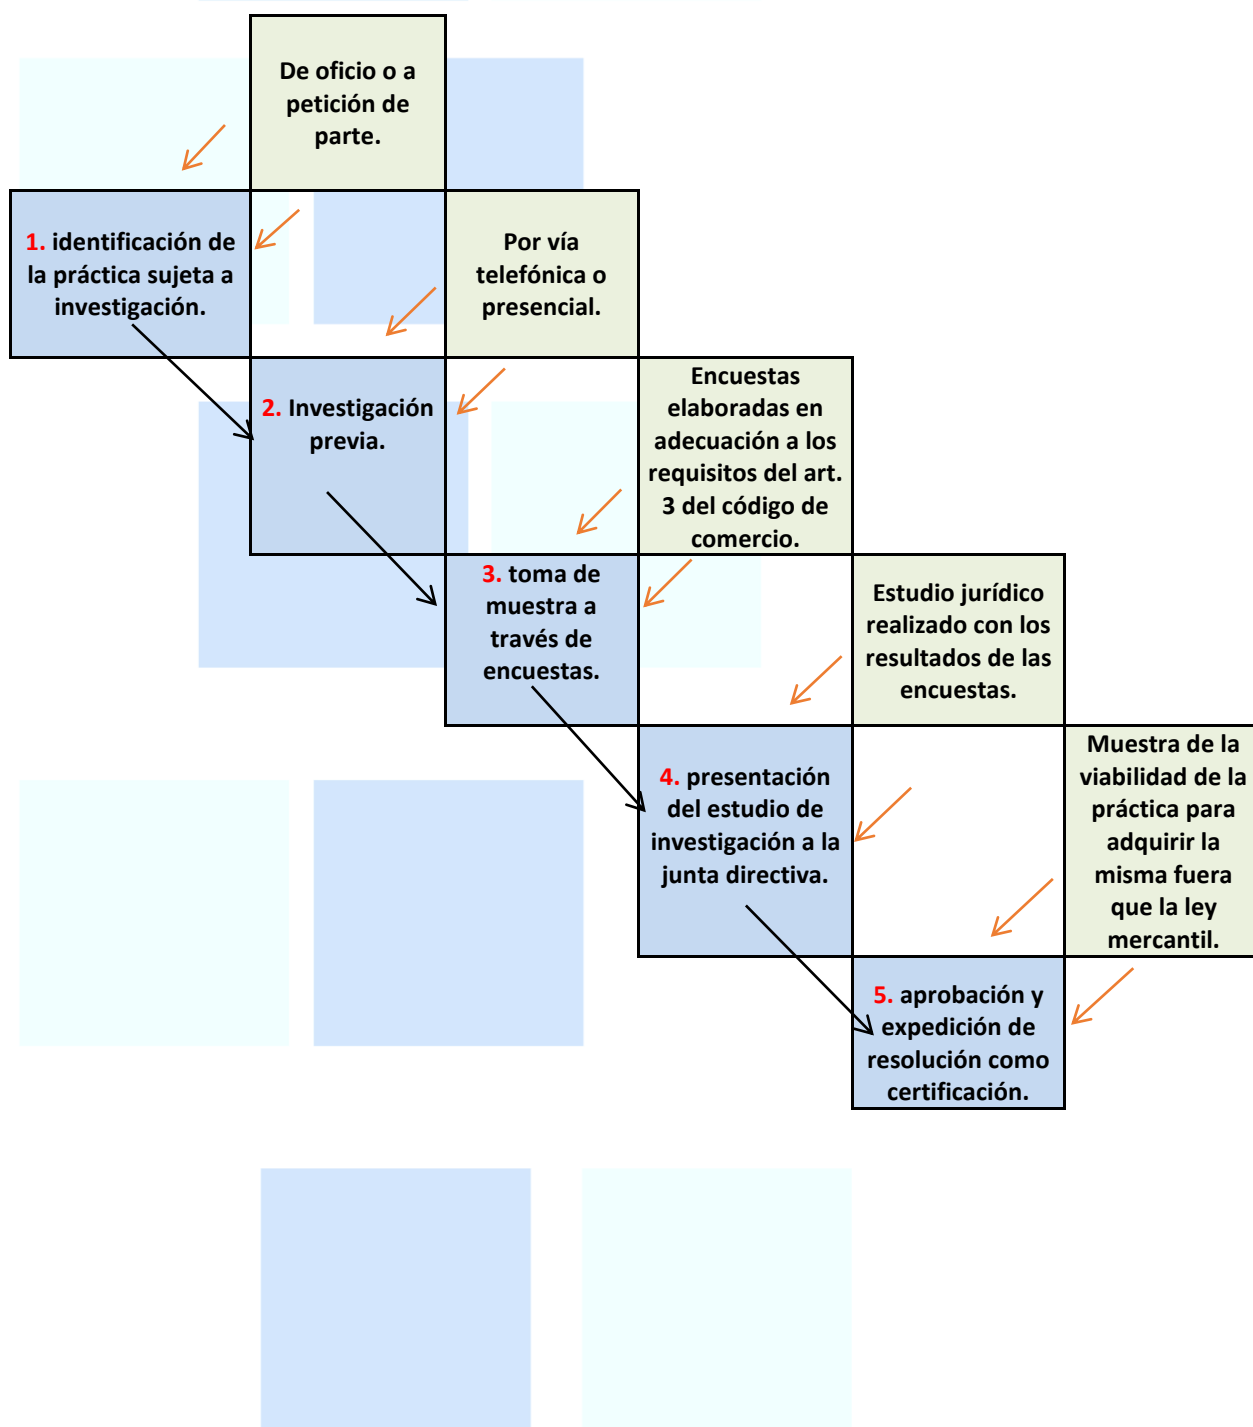 De oficio o a
petición de
parte.
1. identificación de
la práctica sujeta a
investigación.
Por vía
telefónica o
presencial.
2. Investigación
previa.
Encuestas
elaboradas en
adecuación a los
requisitos del art.
3 del código de
comercio.
3. toma de
muestra a
través de
encuestas.
Estudio jurídico
realizado con los
resultados de las
encuestas.
4. presentación
del estudio de
investigación a la
junta directiva.
Muestra de la
viabilidad de la
práctica para
adquirir la
misma fuera
que la ley
mercantil.
5. aprobación y
expedición de
resolución como
certificación.